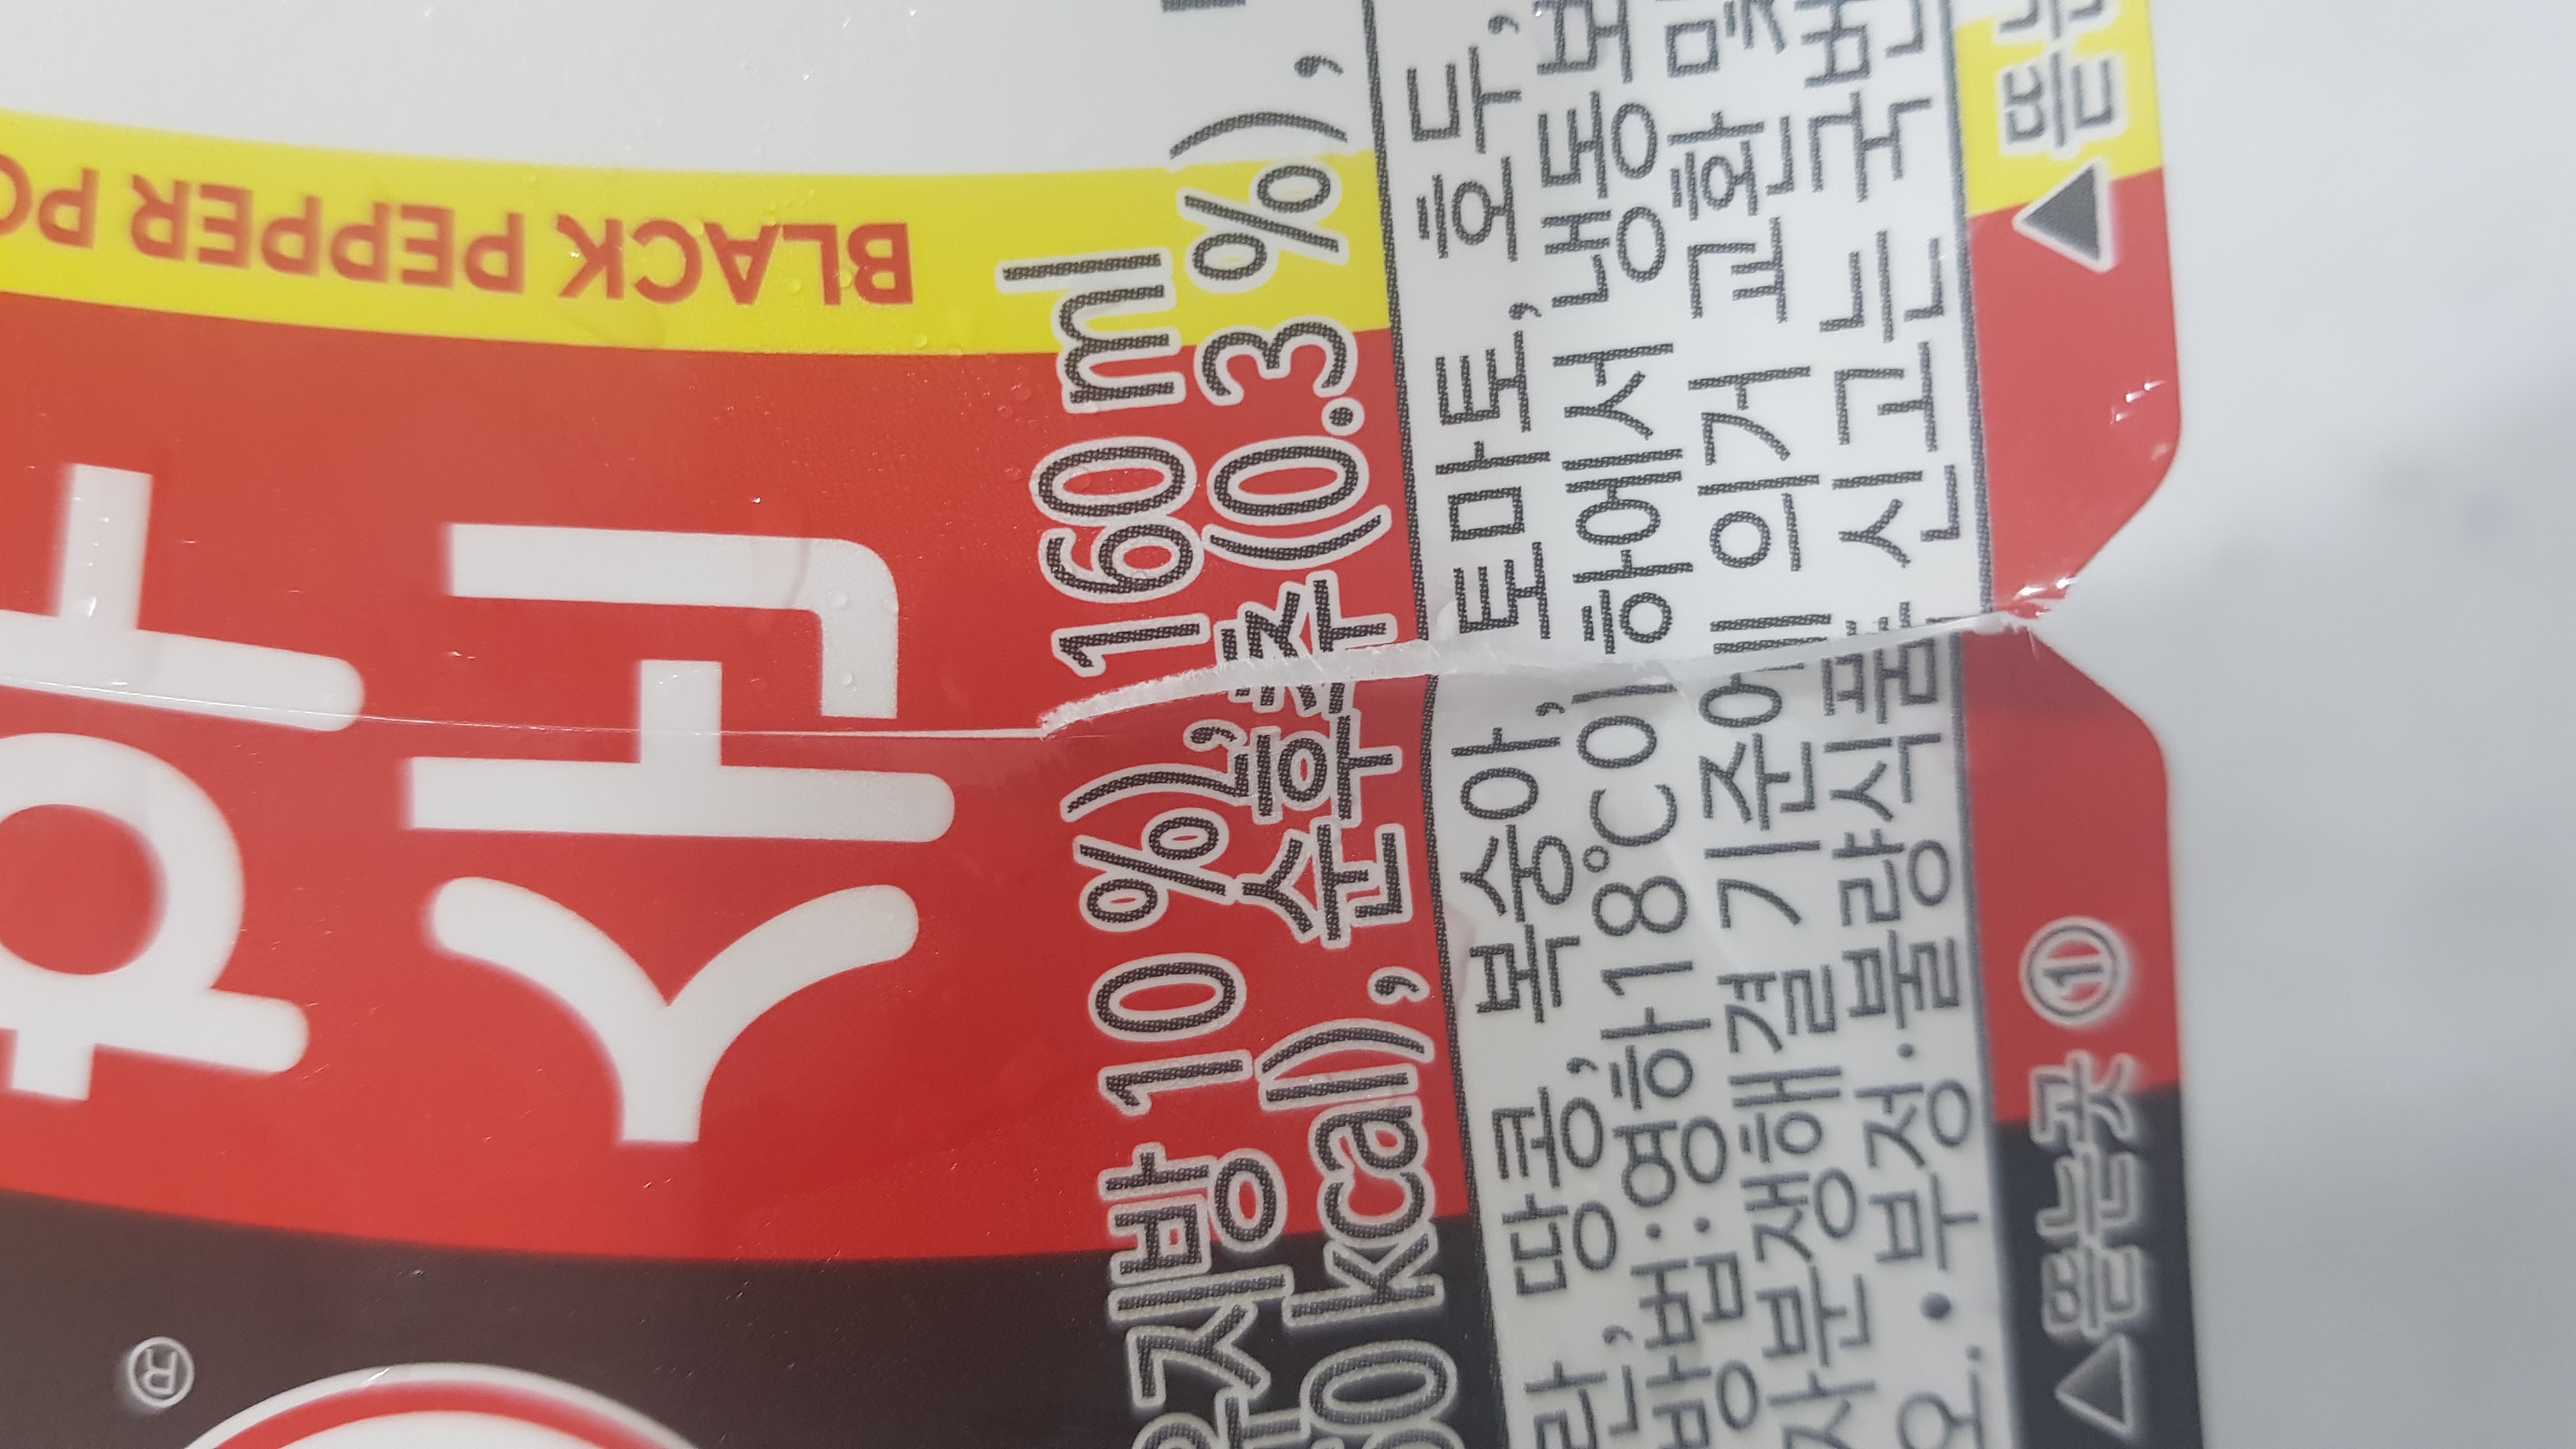 ®
산
BLACK PEPPER
유지방 10 %), 160 ml
60 kcal), 순후추(0.3 %),
란, 땅콩, 복숭아, 토마토, 호두,
방법:영하18℃이하에서 냉동보
자분쟁해결 기준에 의거 교환 및
오. •부정·불량식품 신고는 국번
▲뜯는곳 ① ▲뜯는